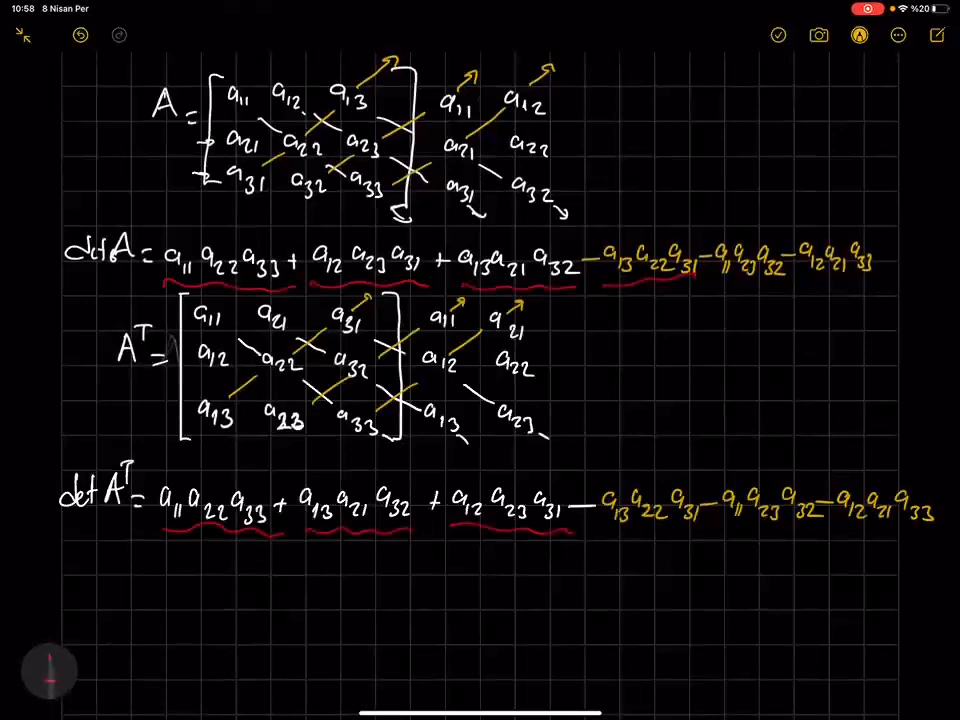 10:58 8 Nisan Per %20
a11 a12 a13 a11 a12
A = a21 a22 a23 a21 a22
a31 a32 a33 a31 a32
det A = a11 a22 a33 + a12 a23 a31 + a13 a21 a32 - a13 a22 a31 - a11 a23 a32 - a12 a21 a33
a11 a21 a31 a11 a21
A^T = a12 a22 a32 a12 a22
a13 a23 a33 a13 a23
det A^T = a11 a22 a33 + a13 a21 a32 + a12 a23 a31 - a13 a22 a31 - a11 a23 a32 - a12 a21 a33